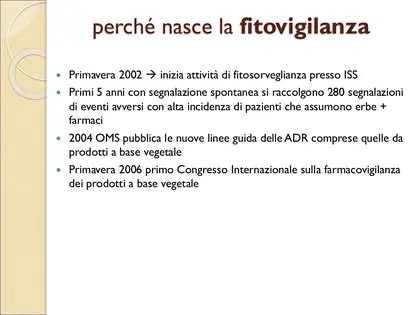 perché nasce la fitovigilanza
• Primavera 2002 → inizia attività di fitosorveglianza presso ISS
• Primi 5 anni con segnalazione spontanea si raccolgono 280 segnalazioni
di eventi avversi con alta incidenza di pazienti che assumono erbe +
farmaci
• 2004 OMS pubblica le nuove linee guida delle ADR comprese quelle da
prodotti a base vegetale
• Primavera 2006 primo Congresso Internazionale sulla farmacovigilanza
dei prodotti a base vegetale